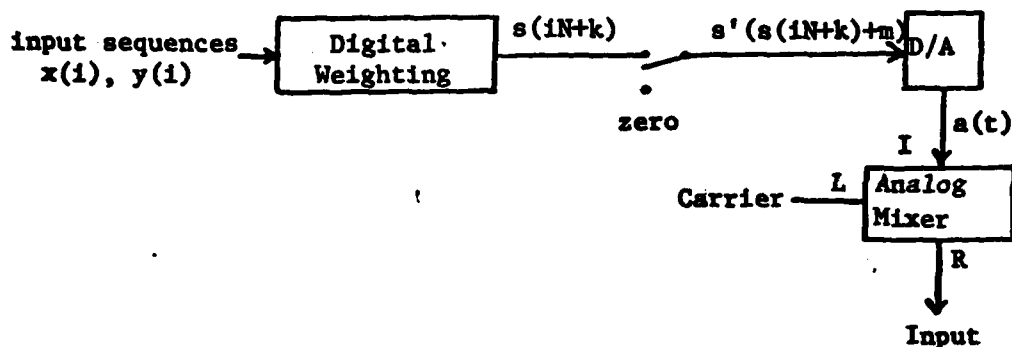 input sequences
x(i), y(i)
Digital
Weighting
s(iN+k)
zero
s'(s(iN+k)+m)
D/A
a(t)
I
Carrier
L
Analog
Mixer
R
Input